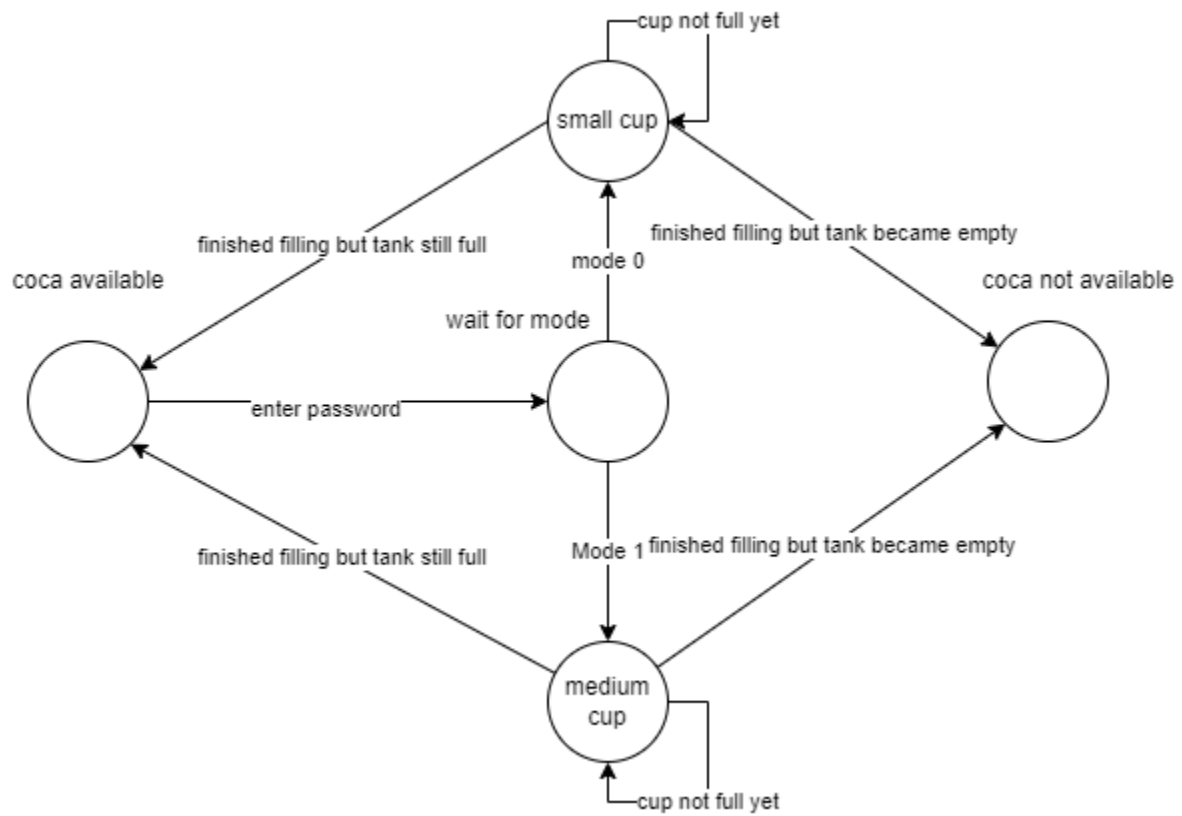 cup not full yet
small cup
finished filling but tank still full
finished filling but tank became empty
mode 0
coca available
coca not available
wait for mode
enter password
finished filling but tank still full
Mode 1
finished filling but tank became empty
medium
cup
cup not full yet